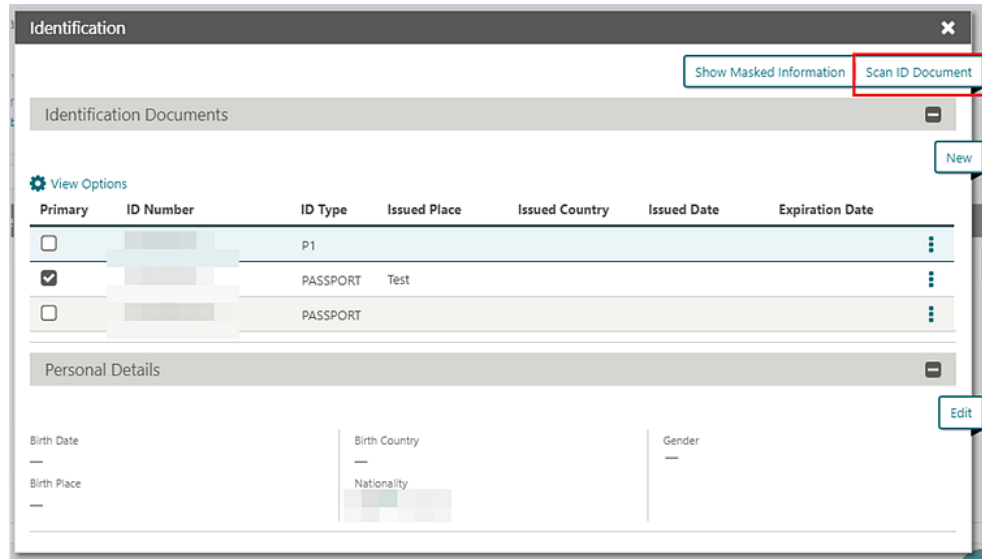 Identification
Show Masked Information Scan ID Document
Identification Documents
New
View Options
Primary ID Number ID Type Issued Place Issued Country Issued Date Expiration Date
P1
PASSPORT Test
PASSPORT
Personal Details
Edit
Birth Date Birth Country Gender
— — —
Birth Place Nationality
—